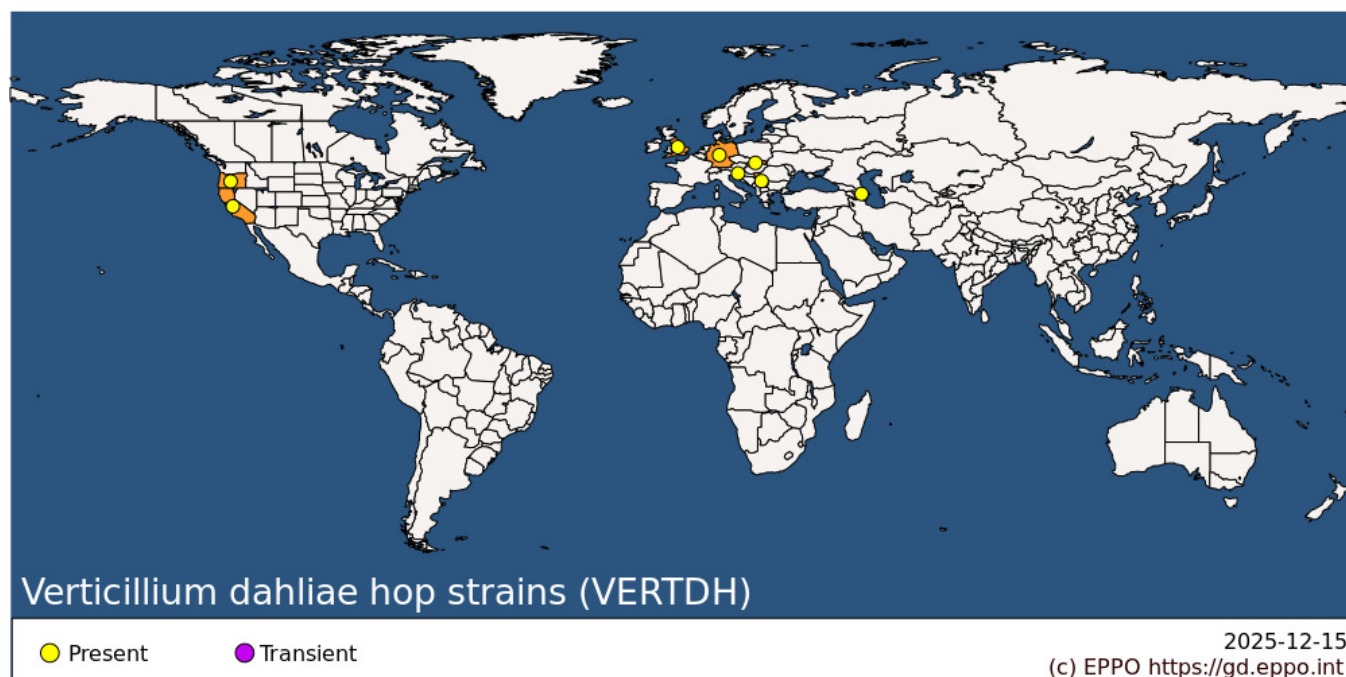 Verticillium dahliae hop strains (VERTDH)
Present
Transient
2025-12-15
(c) EPPO https://gd.eppo.int